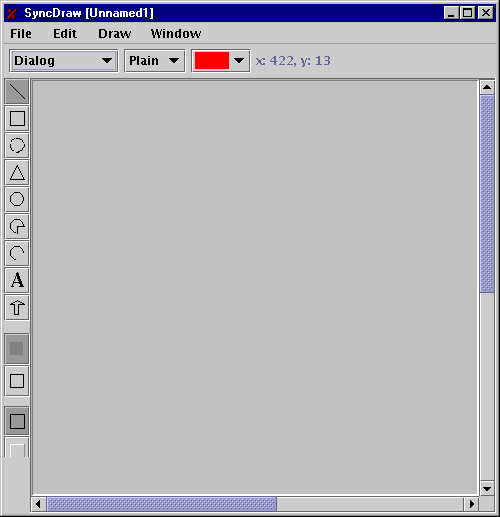 SyncDraw [Unnamed1]
File Edit Draw Window
Dialog Plain x: 422, y: 13
A